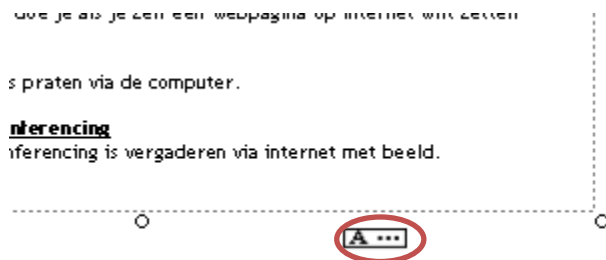 doe je als je zelf een webpagina op internet wilt zetten
s praten via de computer.
nferencing
nferencing is vergaderen via internet met beeld.
A ...